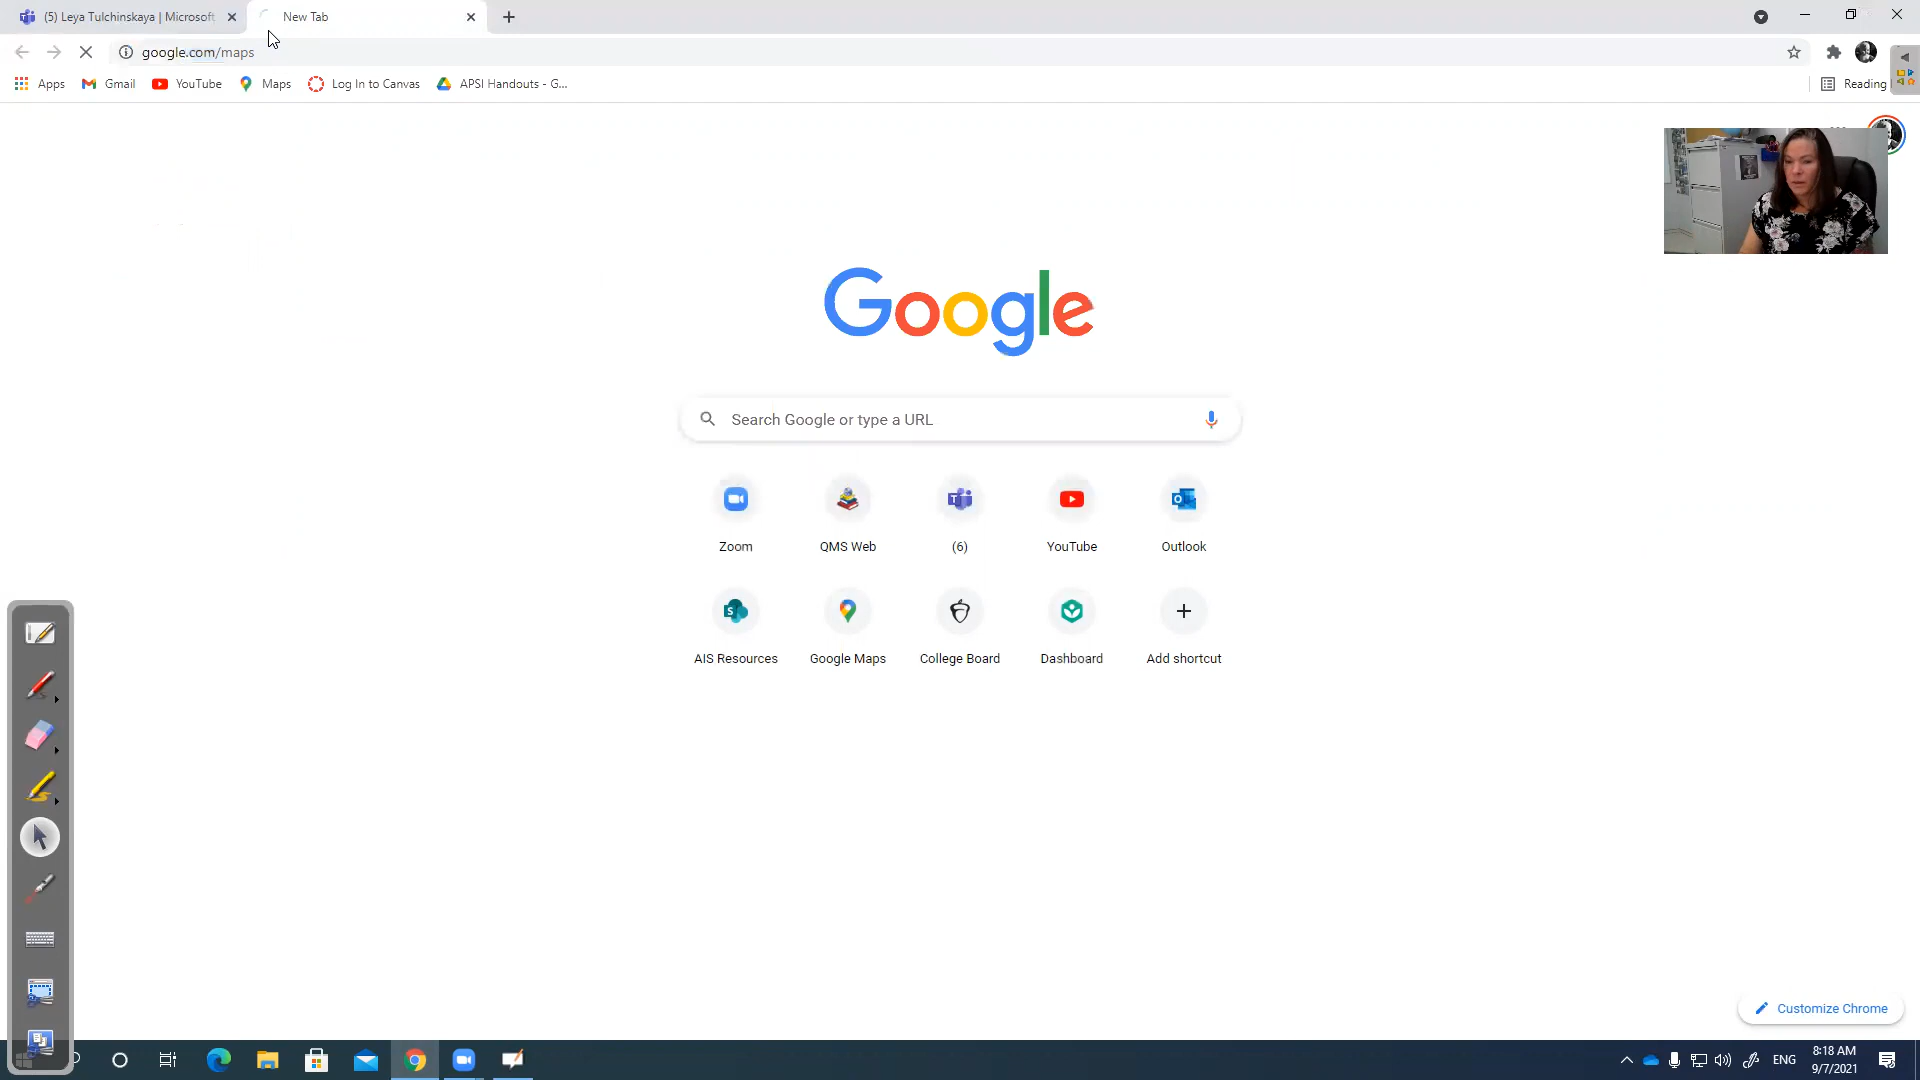 (5) Leya Tulchinskaya | Microsoft
New Tab
google.com/maps
Apps
Gmail
YouTube
Maps
Log In to Canvas
APSI Handouts - G...
Reading
Google
Search Google or type a URL
Zoom
QMS Web
(6)
YouTube
Outlook
AIS Resources
Google Maps
College Board
Dashboard
Add shortcut
Customize Chrome
ENG
8:18 AM
9/7/2021